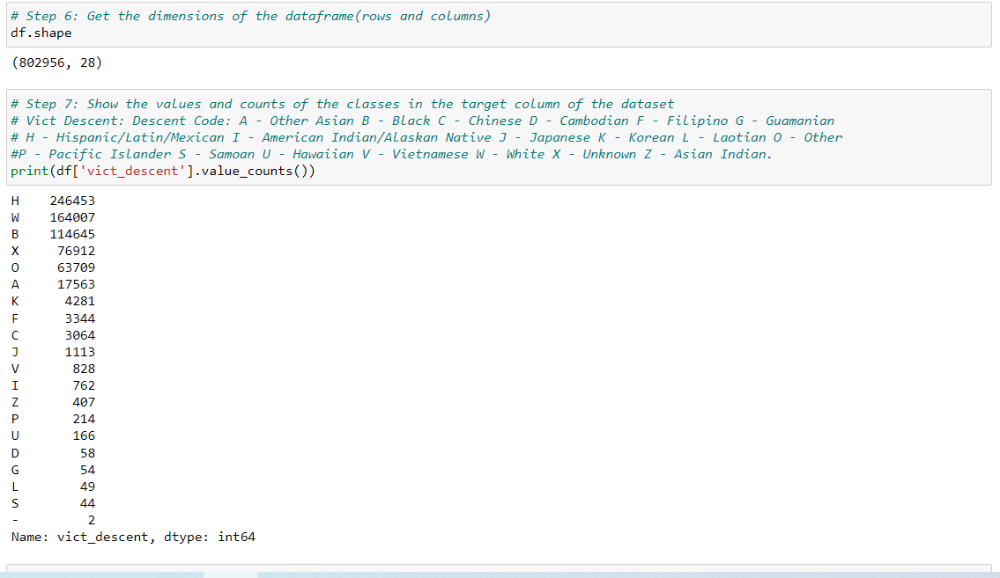 # Step 6: Get the dimensions of the dataframe(rows and columns)
df.shape
(802956, 28)
# Step 7: Show the values and counts of the classes in the target column of the dataset
# Vict Descent: Descent Code: A - Other Asian B - Black C - Chinese D - Cambodian F - Filipino G - Guamanian
# H - Hispanic/Latin/Mexican I - American Indian/Alaskan Native J - Japanese K - Korean L - Laotian O - Other
#P - Pacific Islander S - Samoan U - Hawaiian V - Vietnamese W - White X - Unknown Z - Asian Indian.
print(df['vict_descent'].value_counts())
H    246453
W    164007
B    114645
X     76912
O     63709
A     17563
K      4281
F      3344
C      3064
J      1113
V       828
I       762
Z       407
P       214
U       166
D        58
G        54
L        49
S        44
-         2
Name: vict_descent, dtype: int64